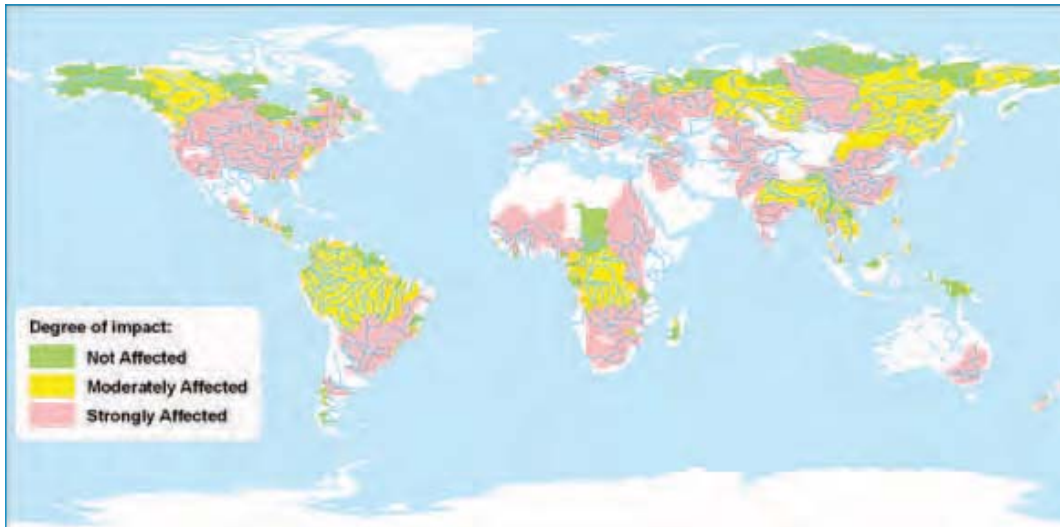 Degree of impact:
Not Affected
Moderately Affected
Strongly Affected